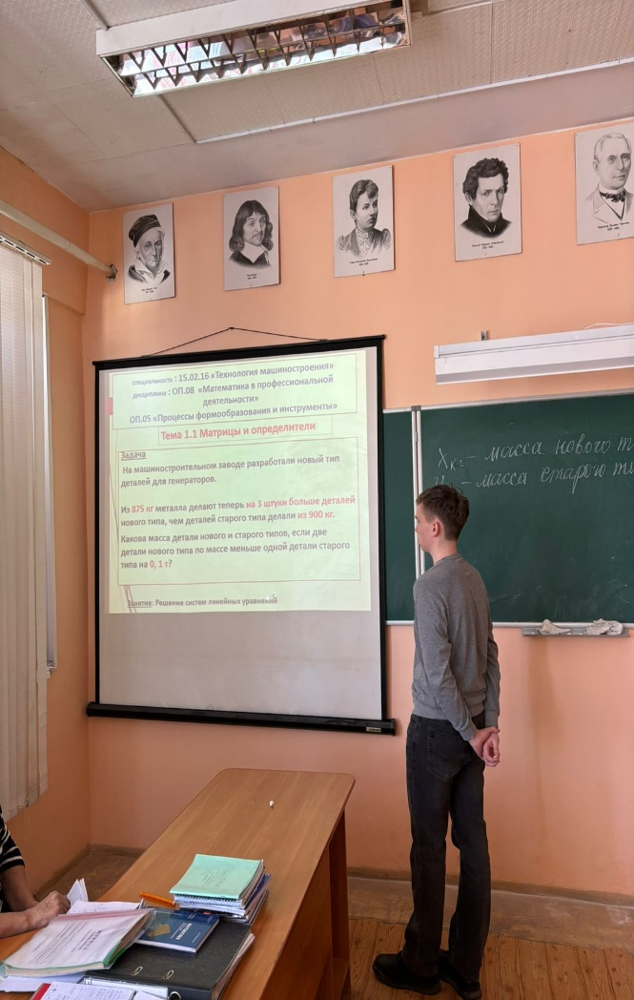 специальность : 15.02.16 «Технология машиностроения»
дисциплина : ОП.08 «Математика в профессиональной
деятельности»
ОП.05 «Процессы формообразования и инструменты»
Тема 1.1 Матрицы и определители
Задача
На машиностроительном заводе разработали новый тип
деталей для генераторов.
Из 875 кг металла делают теперь на 3 штуки больше деталей
нового типа, чем деталей старого типа делали из 900 кг.
Какова масса детали нового и старого типов, если две
детали нового типа по массе меньше одной детали старого
типа на 0, 1 т?
Занятие: Решение систем линейных уравнений
X кг – масса нового т
– масса старого ти